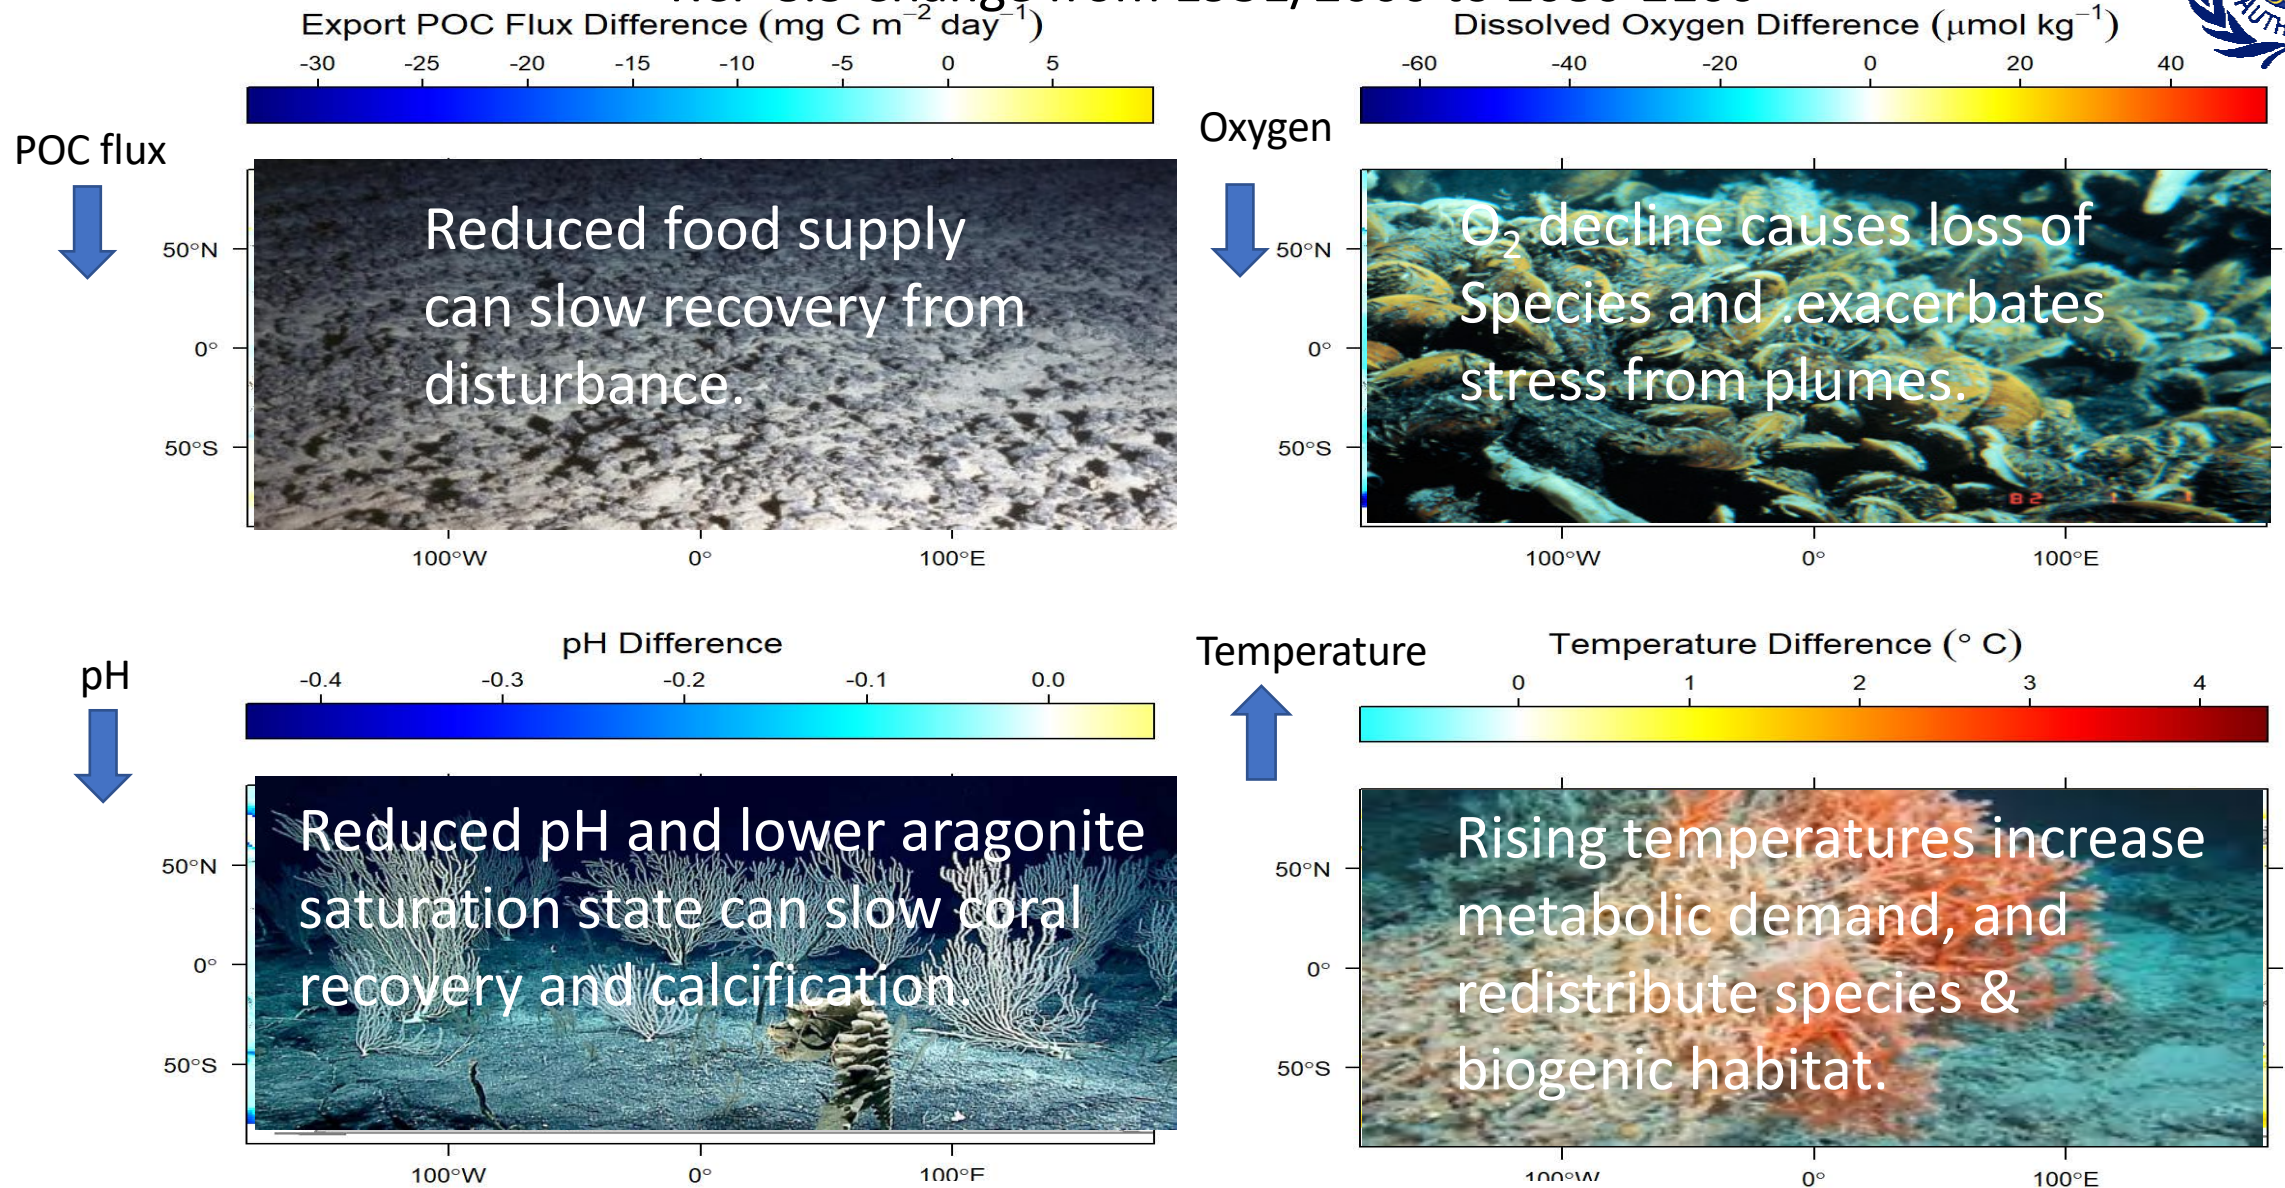 Export POC Flux Difference (mg C m⁻² day⁻¹)
-30 -25 -20 -15 -10 -5 0 5
POC flux
50°N
0°
50°S
100°W 0° 100°E
Reduced food supply
can slow recovery from
disturbance.
Dissolved Oxygen Difference (μmol kg⁻¹)
-60 -40 -20 0 20 40
Oxygen
50°N
0°
50°S
100°W 0° 100°E
O₂ decline causes loss of
Species and .exacerbates
stress from plumes.
82 1 1
pH Difference
-0.4 -0.3 -0.2 -0.1 0.0
pH
50°N
0°
50°S
100°W 0° 100°E
Reduced pH and lower aragonite
saturation state can slow coral
recovery and calcification.
Temperature Difference (° C)
0 1 2 3 4
Temperature
50°N
0°
50°S
100°W 0° 100°E
Rising temperatures increase
metabolic demand, and
redistribute species &
biogenic habitat.